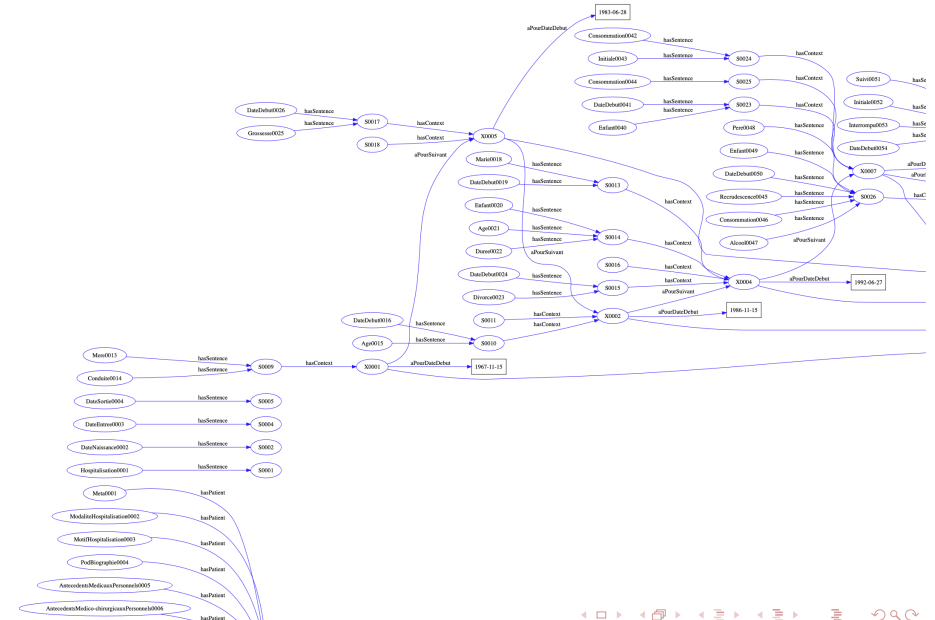 1983-06-28
aPourDateDebut
Consommation0042
hasSentence
Initiale0043
hasSentence
S0024
hasContext
Consommation0044
hasSentence
S0025
hasContext
DateDebut0041
hasSentence
hasSentence
S0023
hasContext
Enfant0040
Suivi0051
Initiale0052
Interrompu0053
DateDebut0054
DateDebut0026
hasSentence
Grossesse0025
hasSentence
S0017
hasContext
S0018
hasContext
X0005
aPourSuivant
Pere0048
hasSentence
Enfant0049
hasSentence
DateDebut0050
hasSentence
Recrudescence0045
hasSentence
Consommation0046
hasSentence
Alcool0047
S0026
X0007
aPourSuivant
Marie0018
hasSentence
DateDebut0019
hasSentence
S0013
hasContext
Enfant0020
hasSentence
Age0021
hasSentence
Duree0022
hasSentence
S0014
hasContext
aPourSuivant
S0016
hasContext
DateDebut0024
hasSentence
Divorce0023
hasSentence
S0015
hasContext
X0004
aPourDateDebut
1992-06-27
aPourSuivant
S0011
hasContext
hasContext
X0002
aPourDateDebut
1986-11-15
DateDebut0016
hasSentence
Age0015
hasSentence
S0010
Mere0013
hasSentence
Conduite0014
hasSentence
S0009
hasContext
X0001
aPourDateDebut
1967-11-15
DateSortie0004
hasSentence
S0005
DateEntree0003
hasSentence
S0004
DateNaissance0002
hasSentence
S0002
Hospitalisation0001
hasSentence
S0001
Meta0001
hasPatient
ModaliteHospitalisation0002
hasPatient
MotifHospitalisation0003
hasPatient
PodBiographie0004
hasPatient
AntecedentsMedicauxPersonnels0005
hasPatient
AntecedentsMedico-chirurgicauxPersonnels0006
hasPatient